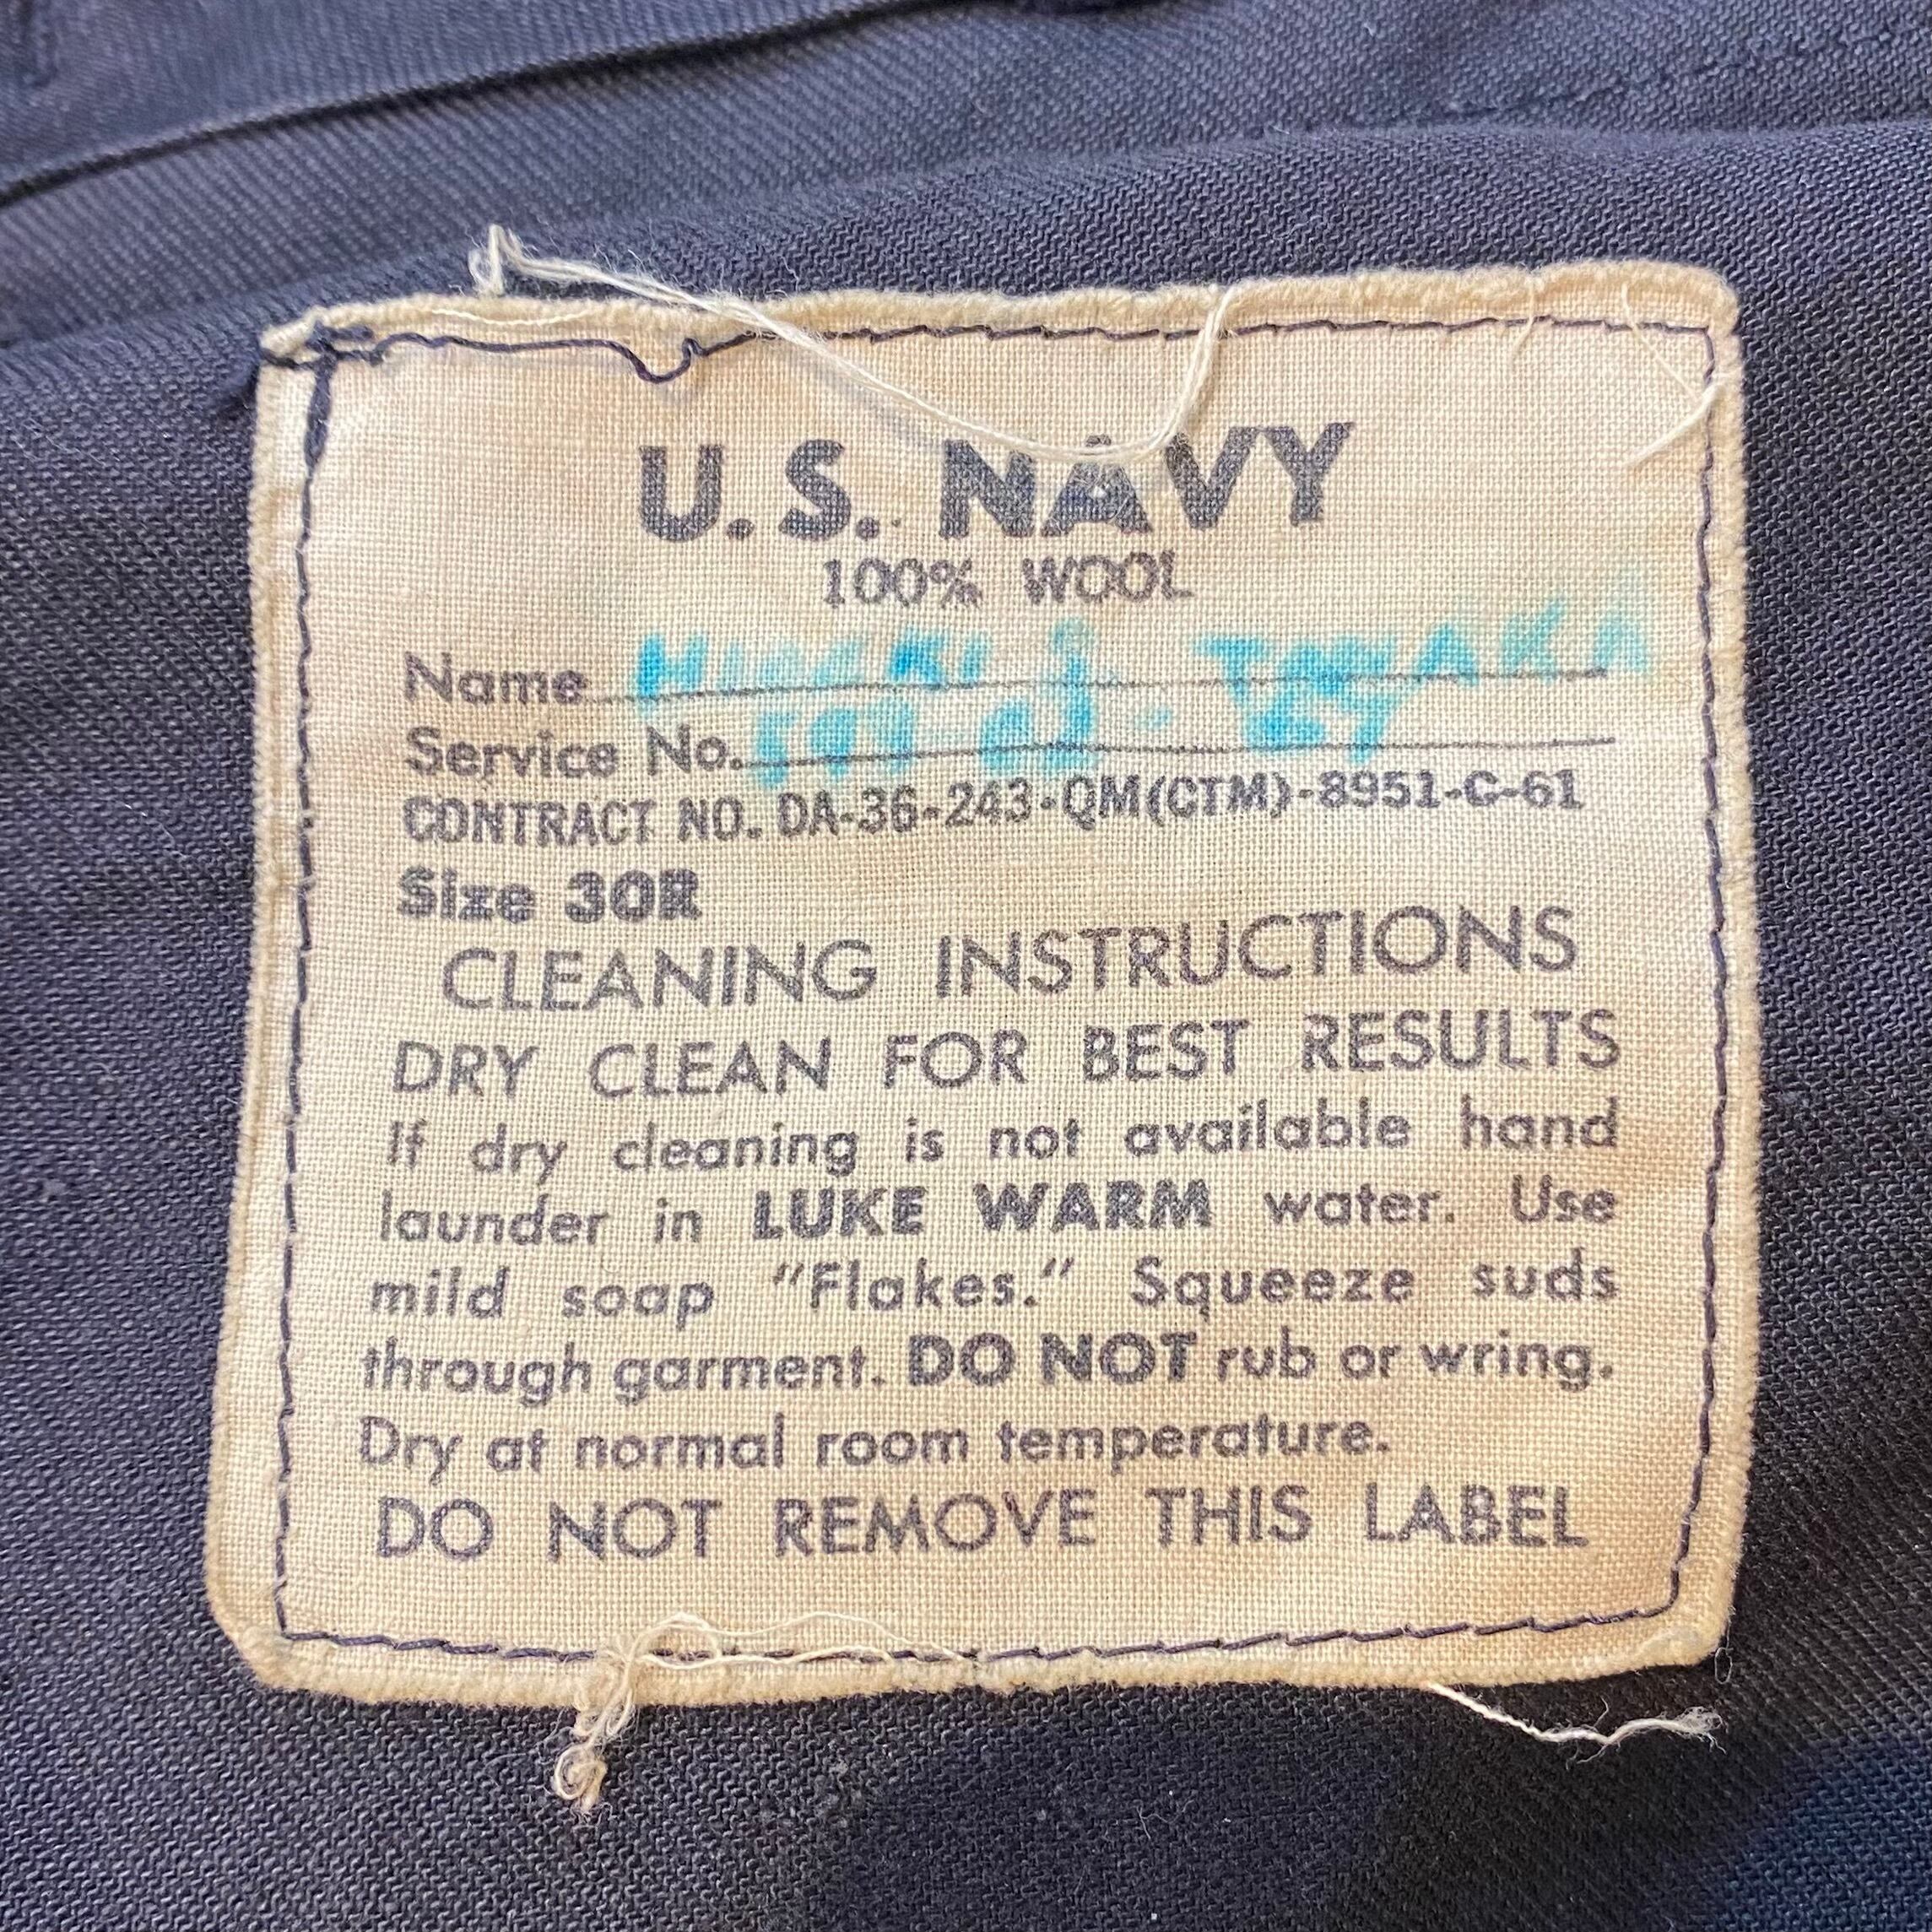 U.S. NAVY
100% WOOL
Name TANAKA
Service No.
CONTRACT NO. DA-36-243-QM(CTM)-8951-C-61
Size 30R
CLEANING INSTRUCTIONS
DRY CLEAN FOR BEST RESULTS
If dry cleaning is not available hand
launder in LUKE WARM water. Use
mild soap "Flakes." Squeeze suds
through garment. DO NOT rub or wring.
Dry at normal room temperature.
DO NOT REMOVE THIS LABEL